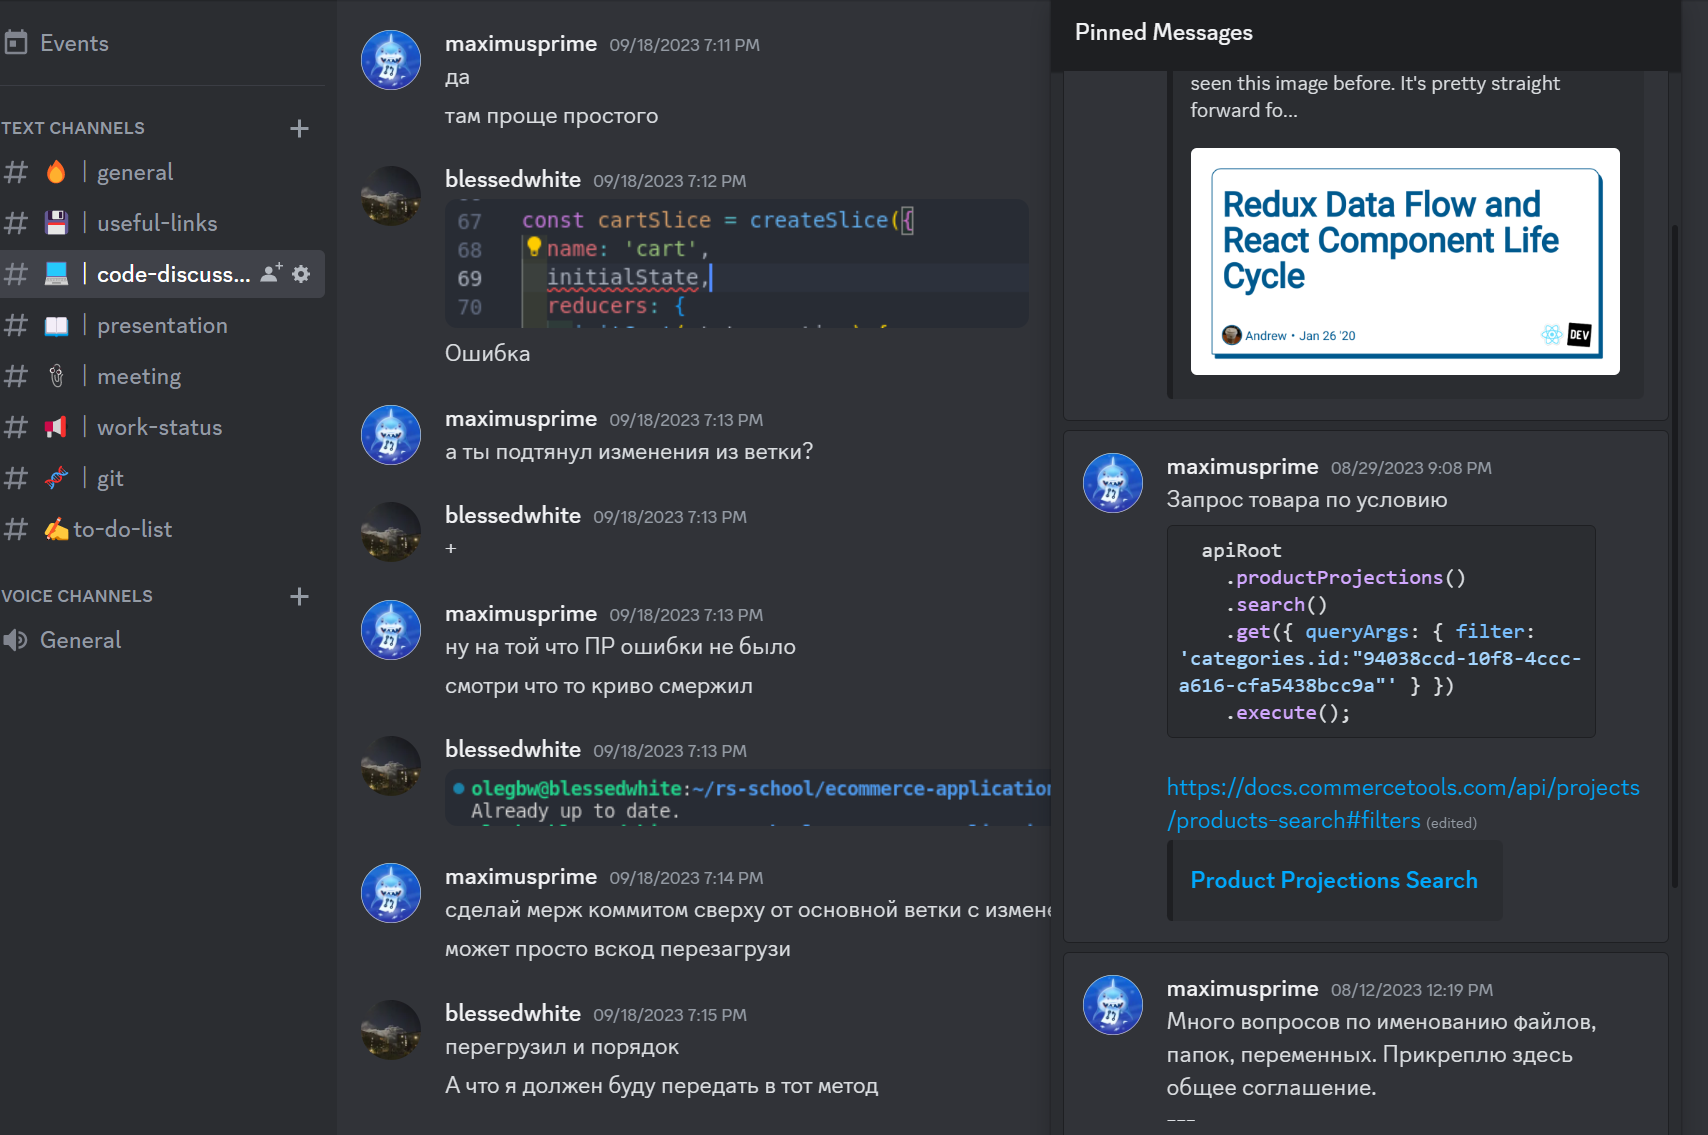 Events
TEXT CHANNELS
general
useful-links
code-discuss...
presentation
meeting
work-status
git
to-do-list
VOICE CHANNELS
General
maximusprime 09/18/2023 7:11 PM
да
там проще простого
blessedwhite 09/18/2023 7:12 PM
67 const cartSlice = createSlice({
68 name: 'cart',
69 initialState,
70 reducers: {
Ошибка
maximusprime 09/18/2023 7:13 PM
а ты подтянул изменения из ветки?
blessedwhite 09/18/2023 7:13 PM
+
maximusprime 09/18/2023 7:13 PM
ну на той что ПР ошибки не было
смотри что то криво смержил
blessedwhite 09/18/2023 7:13 PM
olegbw@blessedwhite:~/rs-school/ecommerce-application
Already up to date.
maximusprime 09/18/2023 7:14 PM
сделай мерж коммитом сверху от основной ветки с измене
может просто вскод перезагрузи
blessedwhite 09/18/2023 7:15 PM
перегрузил и порядок
А что я должен буду передать в тот метод
Pinned Messages
seen this image before. It's pretty straight
forward fo...
Redux Data Flow and
React Component Life
Cycle
Andrew • Jan 26 '20
DEV
maximusprime 08/29/2023 9:08 PM
Запрос товара по условию
apiRoot
.productProjections()
.search()
.get({ queryArgs: { filter:
'categories.id:"94038ccd-10f8-4ccc-
a616-cfa5438bcc9a"' } })
.execute();
https://docs.commercetools.com/api/projects
/products-search#filters (edited)
Product Projections Search
maximusprime 08/12/2023 12:19 PM
Много вопросов по именованию файлов,
папок, переменных. Прикреплю здесь
общее соглашение.
---